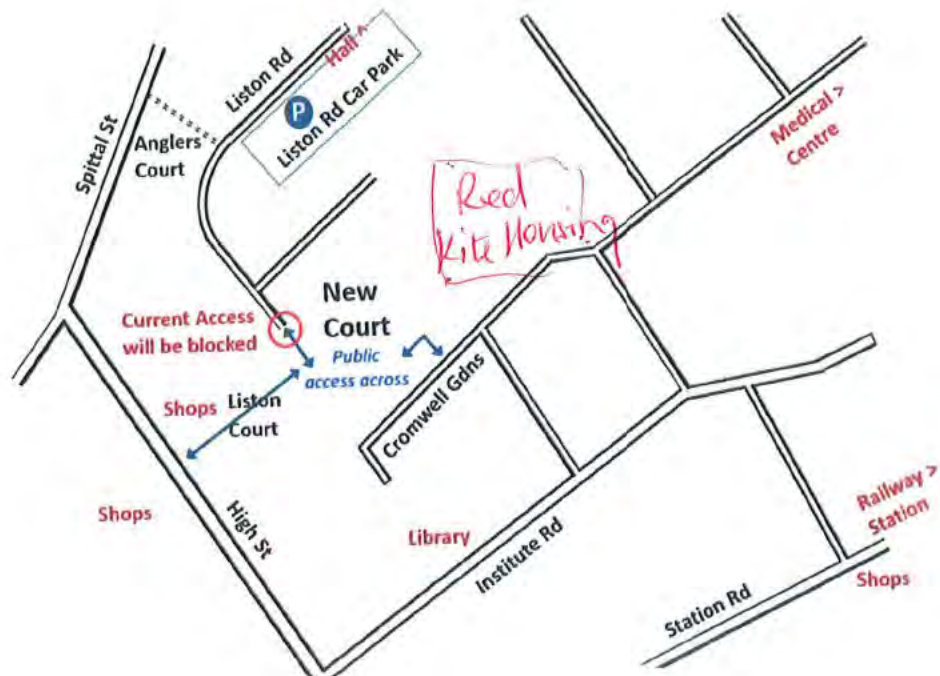 Liston Rd
Hall ^
P
Liston Rd Car Park
Spittal St
Anglers
Court
Medical >
Centre
Red
Kite Housing
New
Court
Public
access across
Current Access
will be blocked
Shops
Liston
Court
Cromwell Gdns
Shops
High St
Library
Institute Rd
Railway >
Station
Shops
Station Rd